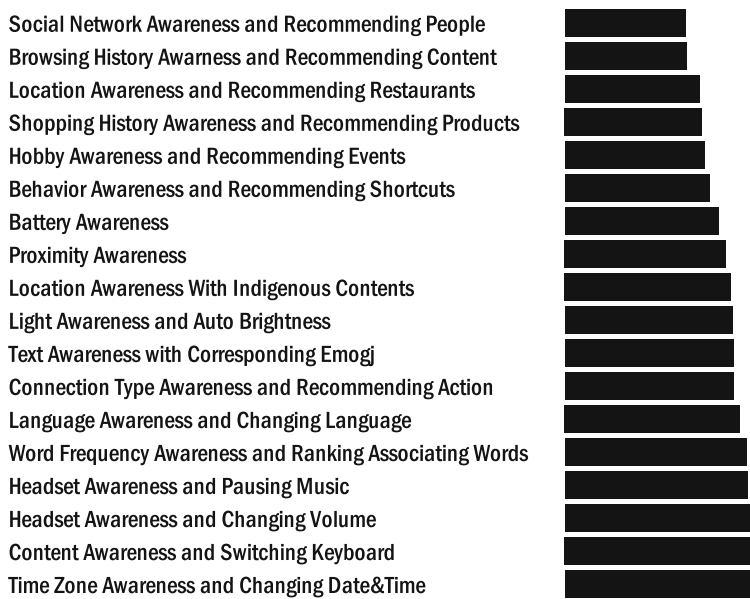 Social Network Awareness and Recommending People
Browsing History Awarness and Recommending Content
Location Awareness and Recommending Restaurants
Shopping History Awareness and Recommending Products
Hobby Awareness and Recommending Events
Behavior Awareness and Recommending Shortcuts
Battery Awareness
Proximity Awareness
Location Awareness With Indigenous Contents
Light Awareness and Auto Brightness
Text Awareness with Corresponding Emogj
Connection Type Awareness and Recommending Action
Language Awareness and Changing Language
Word Frequency Awareness and Ranking Associating Words
Headset Awareness and Pausing Music
Headset Awareness and Changing Volume
Content Awareness and Switching Keyboard
Time Zone Awareness and Changing Date&Time